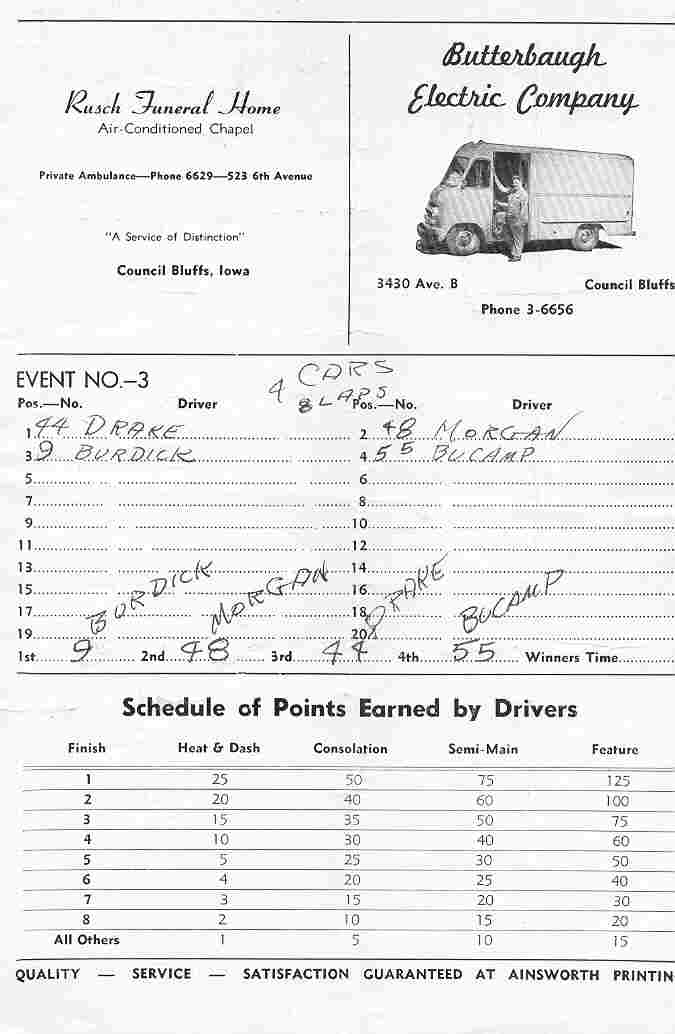 Rusch Funeral Home
Air-Conditioned Chapel
Private Ambulance—Phone 6629—523 6th Avenue
"A Service of Distinction"
Council Bluffs, Iowa
Butterbaugh
Electric Company
3430 Ave. B Council Bluffs
Phone 3-6656
EVENT NO.-3 4 CARS
8 LAPS
Pos.—No. Driver Pos.—No. Driver
1. 44 DRAKE 2. 48 MORGAN
3. 9 BURDICK 4. 55 BUCAMP
5. 6.
7. 8.
9. 10.
11. 12.
13. 14.
15. 16.
17. 18.
19. 20.
BURDICK MORGAN DRAKE BUCAMP
1st. 9 2nd. 48 3rd. 44 4th. 55 Winners Time
Schedule of Points Earned by Drivers
Finish Heat & Dash Consolation Semi-Main Feature
1 25 50 75 125
2 20 40 60 100
3 15 35 50 75
4 10 30 40 60
5 5 25 30 50
6 4 20 25 40
7 3 15 20 30
8 2 10 15 20
All Others 1 5 10 15
QUALITY — SERVICE — SATISFACTION GUARANTEED AT AINSWORTH PRINTIN